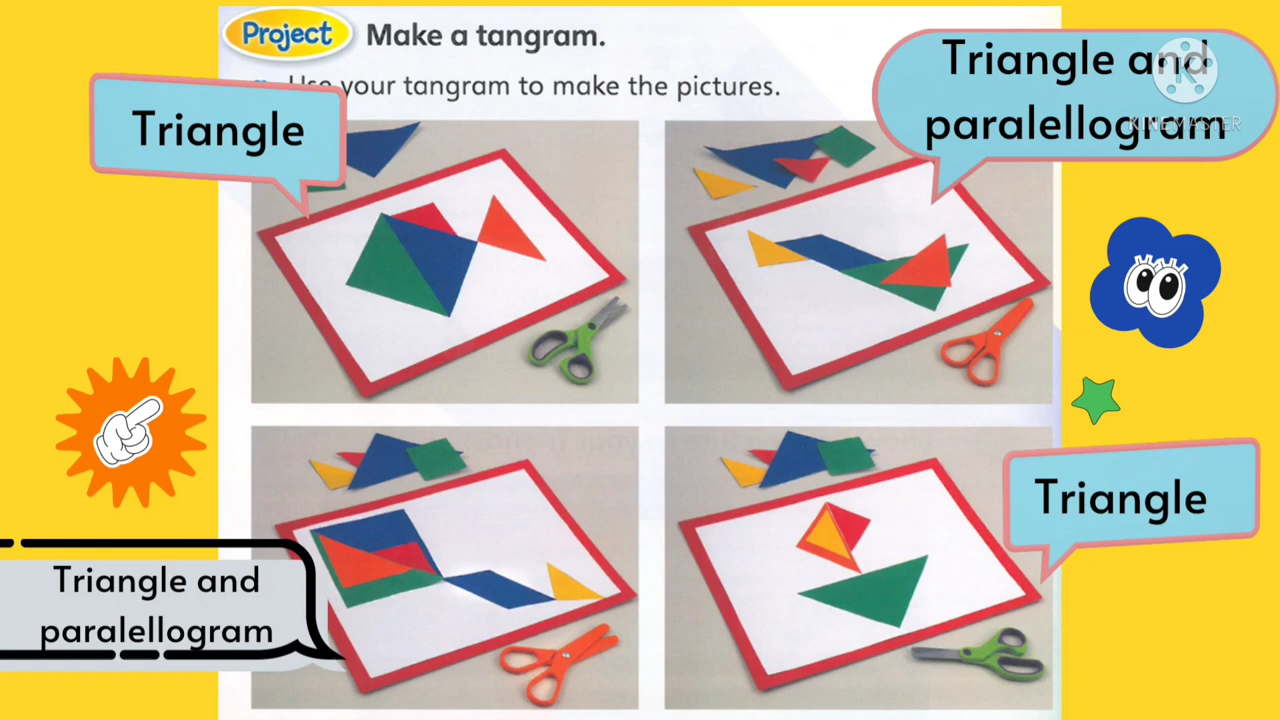 Project
Make a tangram.
Use your tangram to make the pictures.
Triangle
Triangle and
paralellogram
KINEMASTER
Triangle
Triangle and
paralellogram